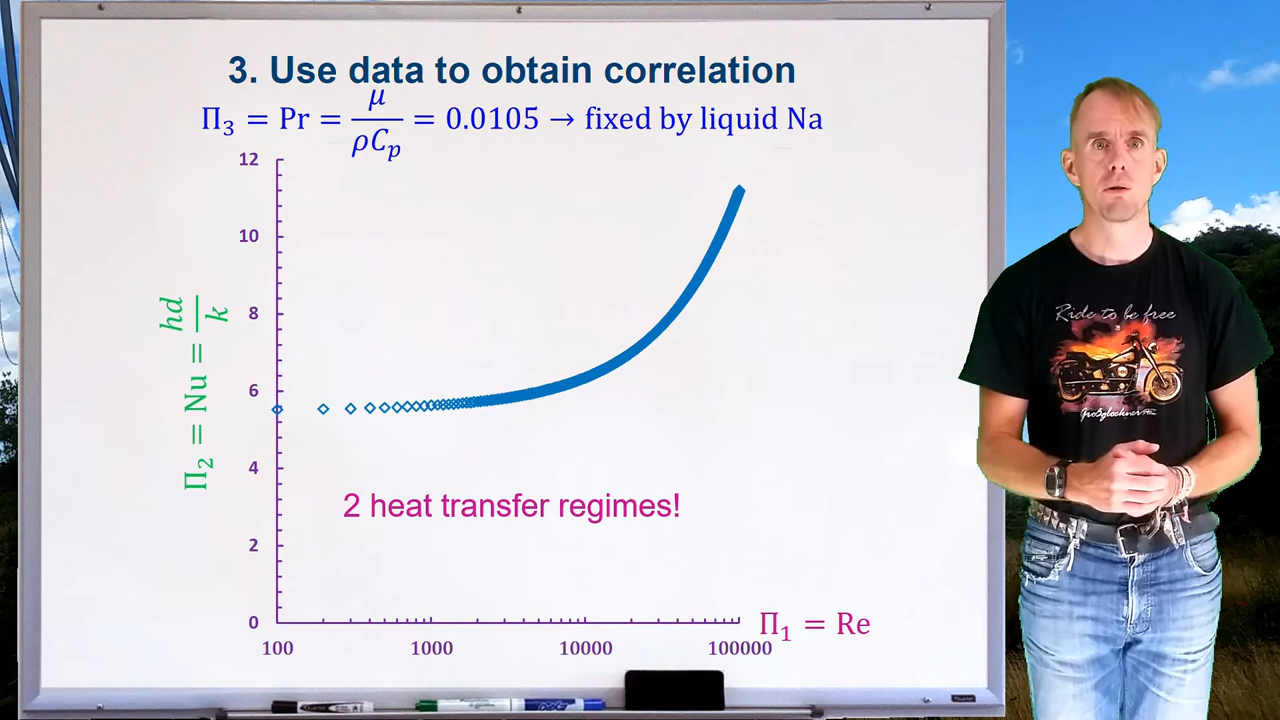 3. Use data to obtain correlation
Π₃ = Pr = μ/ρCₚ = 0.0105 → fixed by liquid Na
12
10
8
6
4
2
0
Π₂ = Nu = hd/k
2 heat transfer regimes!
100 1000 10000 100000
Π₁ = Re
Ride to be free
Großglockner